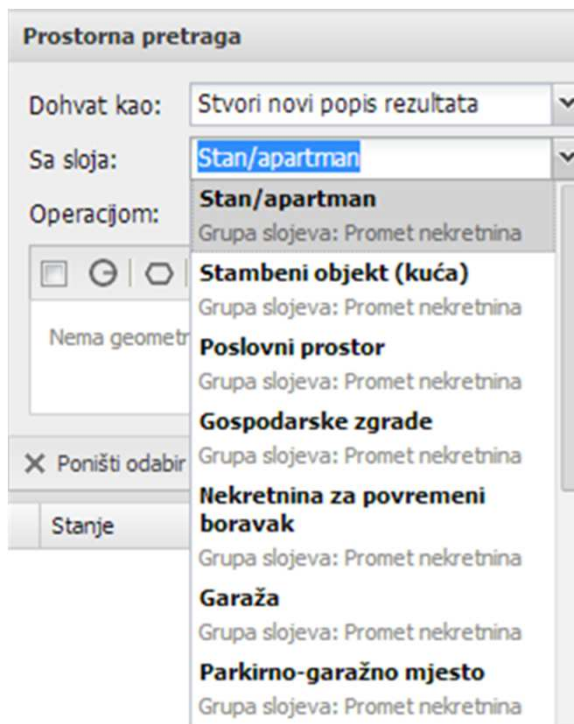 Prostorna pretraga
Dohvat kao: Stvori novi popis rezultata
Sa sloja: Stan/apartman
Operacijom:
Stan/apartman
Grupa slojeva: Promet nekretnina
Stambeni objekt (kuća)
Grupa slojeva: Promet nekretnina
Nema geometr
Poslovni prostor
Grupa slojeva: Promet nekretnina
Gospodarske zgrade
Grupa slojeva: Promet nekretnina
Poništi odabir
Nekretnina za povremeni
boravak
Grupa slojeva: Promet nekretnina
Stanje
Garaža
Grupa slojeva: Promet nekretnina
Parkirno-garažno mjesto
Grupa slojeva: Promet nekretnina